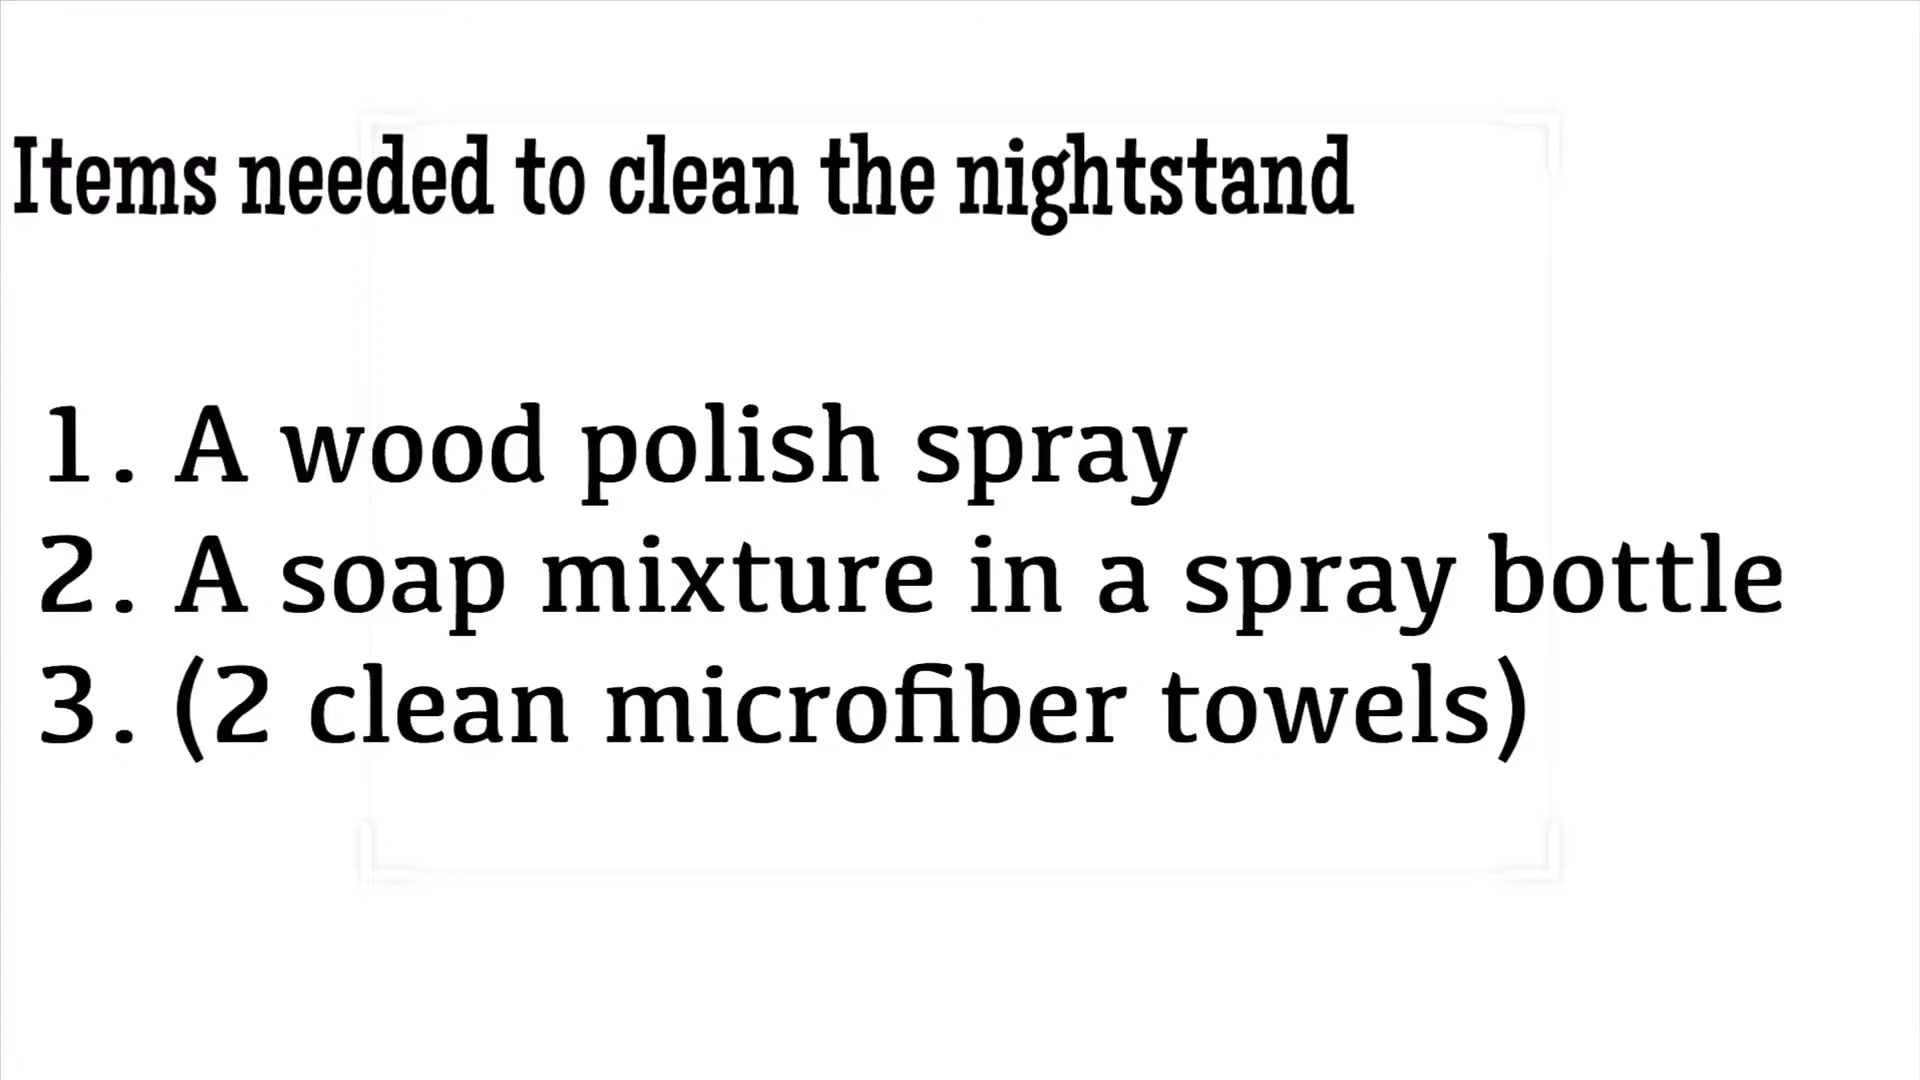 Items needed to clean the nightstand
1. A wood polish spray
2. A soap mixture in a spray bottle
3. (2 clean microfiber towels)